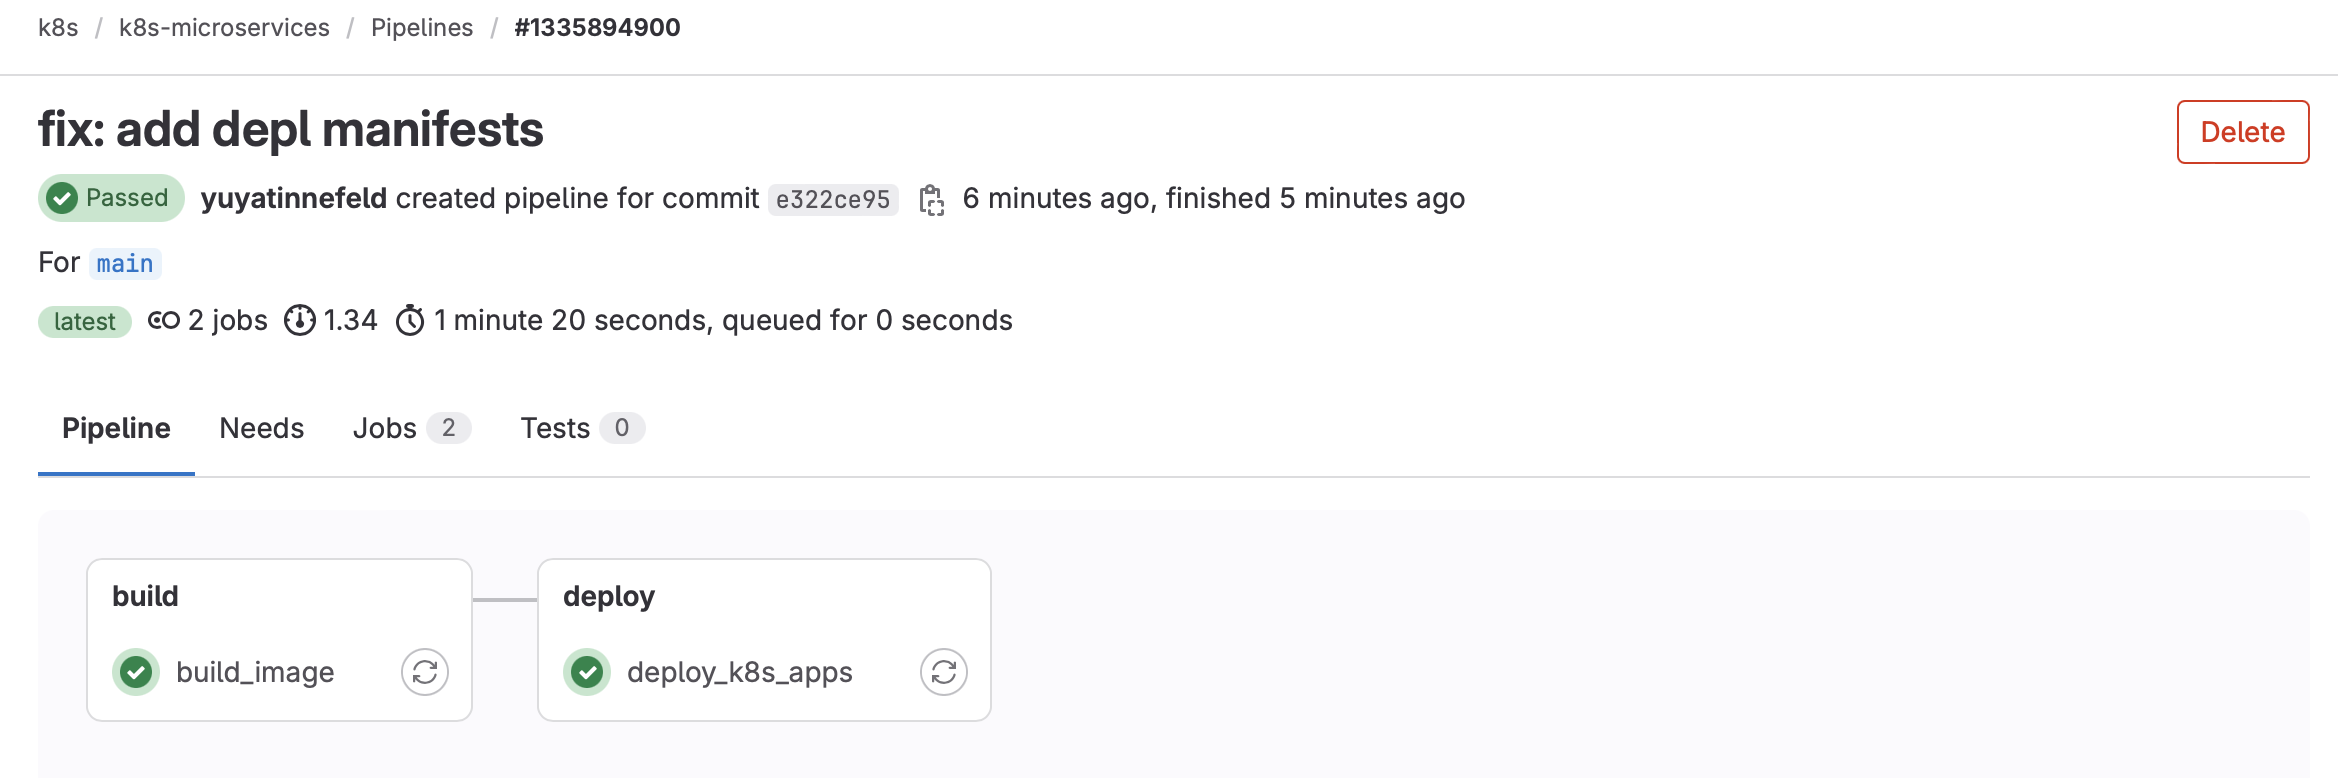 k8s / k8s-microservices / Pipelines / #1335894900
fix: add depl manifests
Delete
Passed yuyatinnefeld created pipeline for commit e322ce95 6 minutes ago, finished 5 minutes ago
For main
latest 2 jobs 1.34 1 minute 20 seconds, queued for 0 seconds
Pipeline Needs Jobs 2 Tests 0
build deploy
build_image deploy_k8s_apps